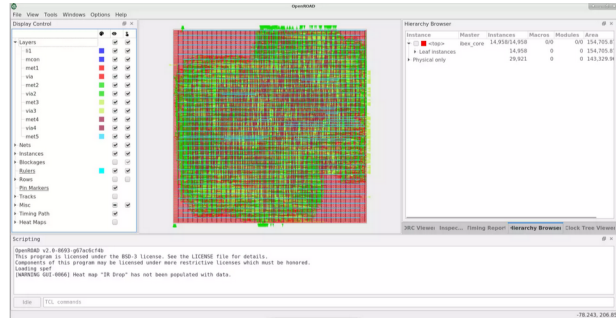 OpenROAD
File View Tools Windows Options Help
Display Control
Layers
li1
mcon
met1
via
met2
via2
met3
via3
met4
via4
met5
Nets
Instances
Blockages
Rulers
Rows
Pin Markers
Tracks
Misc
Timing Path
Heat Maps
Hierarchy Browser
Instance Master Instances Macros Modules Area
<top> ibex_core 14,958/14,958 0/0 0/0 154,705.8
Leaf instances 14,958 0 154,705.8
Physical only 29,921 0 143,329.9
DRC Viewer Inspec... Timing Report Hierarchy Browser Clock Tree Viewer
Scripting
OpenROAD v2.0-8693-g67ac6cf4b
This program is licensed under the BSD-3 license. See the LICENSE file for details.
Components of this program may be licensed under more restrictive licenses which must be honored.
Loading spef
[WARNING GUI-0066] Heat map "IR Drop" has not been populated with data.
Idle TCL commands
-78.243, 206.8